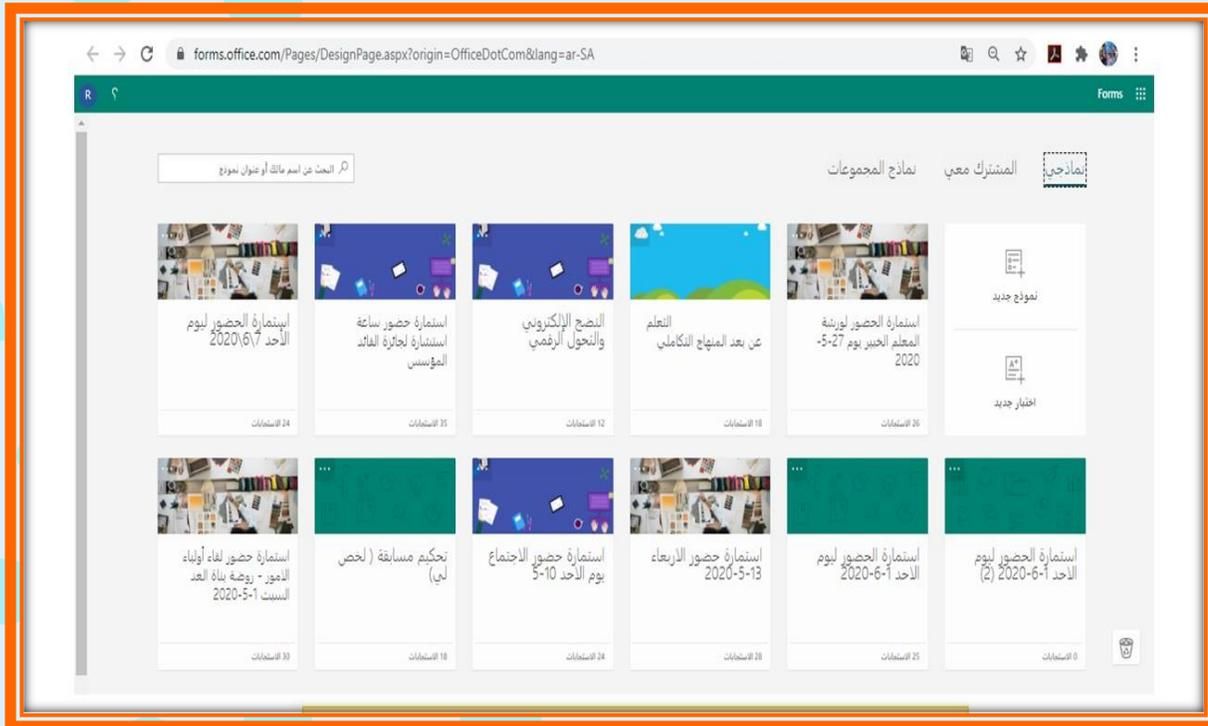 forms.office.com/Pages/DesignPage.aspx?origin=OfficeDotCom&lang=ar-SA
Forms
؟
R
نماذجي
المشترك معي
نماذج المجموعات
البحث عن اسم مالك أو عنوان نموذج
نموذج جديد
اختبار جديد
استمارة الحضور لورشة
المعلم الخبير يوم 27-5-
2020
26 الاستجابات
التعلم
عن بعد المنهاج التكاملي
18 الاستجابات
النضج الإلكتروني
والتحول الرقمي
12 الاستجابات
استمارة حضور ساعة
استشارة لجائزة القائد
المؤسس
35 الاستجابات
استمارة الحضور ليوم
الأحد 7\6\2020
24 الاستجابات
استمارة الحضور ليوم
الاحد 1-6-2020 (2)
0 الاستجابات
استمارة الحضور ليوم
الاحد 1-6-2020
25 الاستجابات
استمارة حضور الاربعاء
13-5-2020
28 الاستجابات
استمارة حضور الاجتماع
يوم الأحد 10-5
24 الاستجابات
تحكيم مسابقة ( لخص
لي)
18 الاستجابات
استمارة حضور لقاء أولياء
الامور - روضة بناة الغد
السبت 1-5-2020
30 الاستجابات